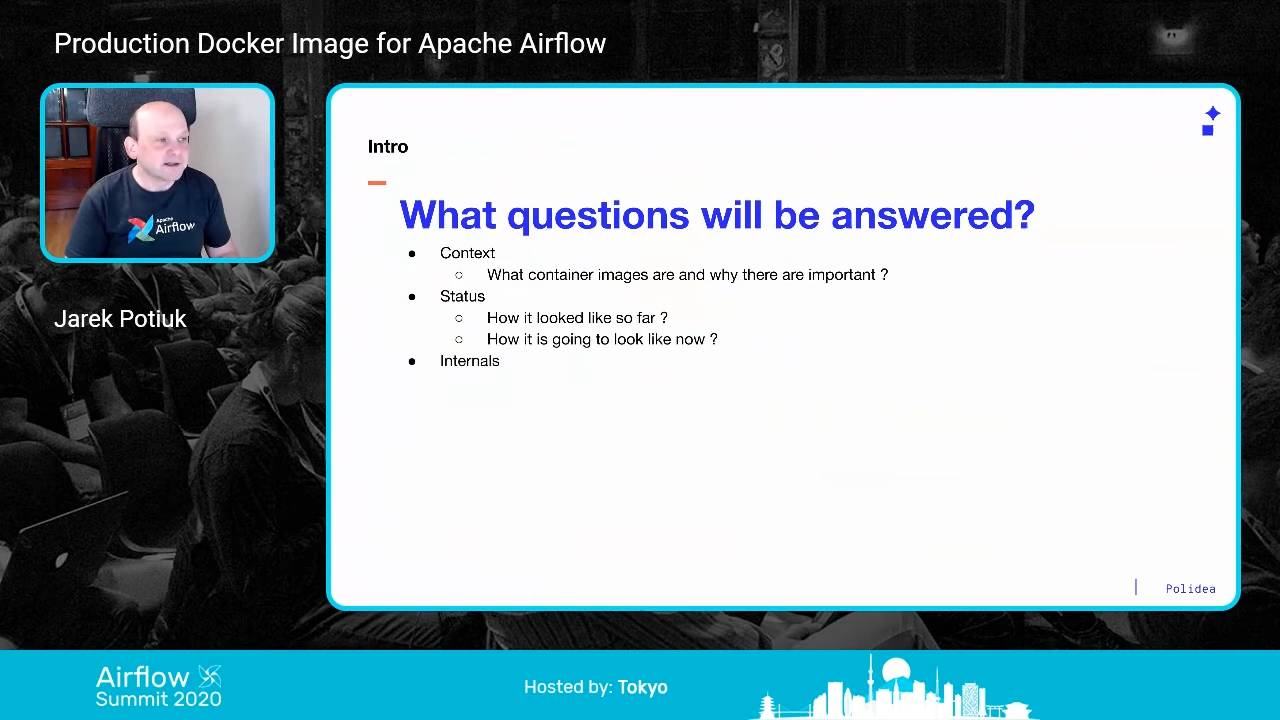 Production Docker Image for Apache Airflow
Apache
Airflow
Jarek Potiuk
Intro
What questions will be answered?
● Context
○ What container images are and why there are important ?
● Status
○ How it looked like so far ?
○ How it is going to look like now ?
● Internals
| Polidea
Airflow
Summit 2020
Hosted by: Tokyo